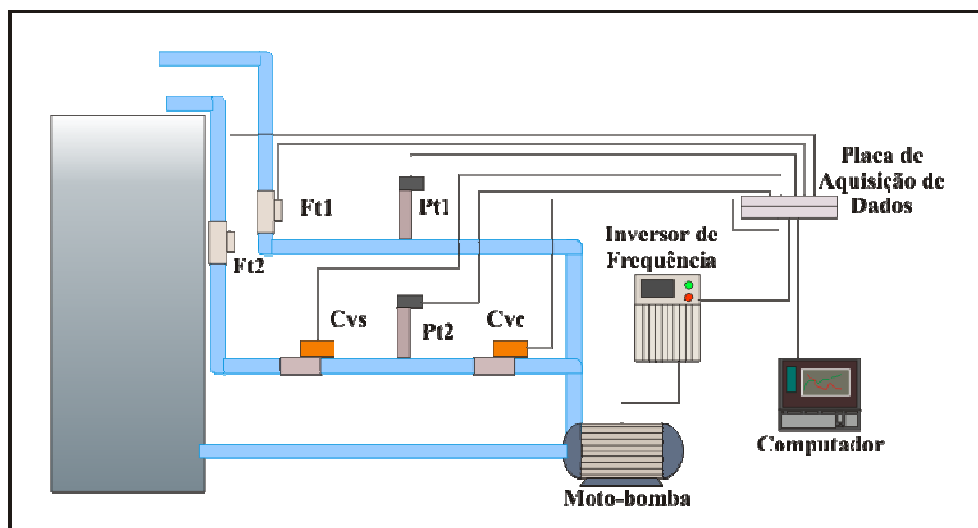 Placa de
Aquisição de
Dados
Ft1
Pt1
Inversor de
Frequência
Ft2
Cvs
Pt2
Cvc
Computador
Moto-bomba